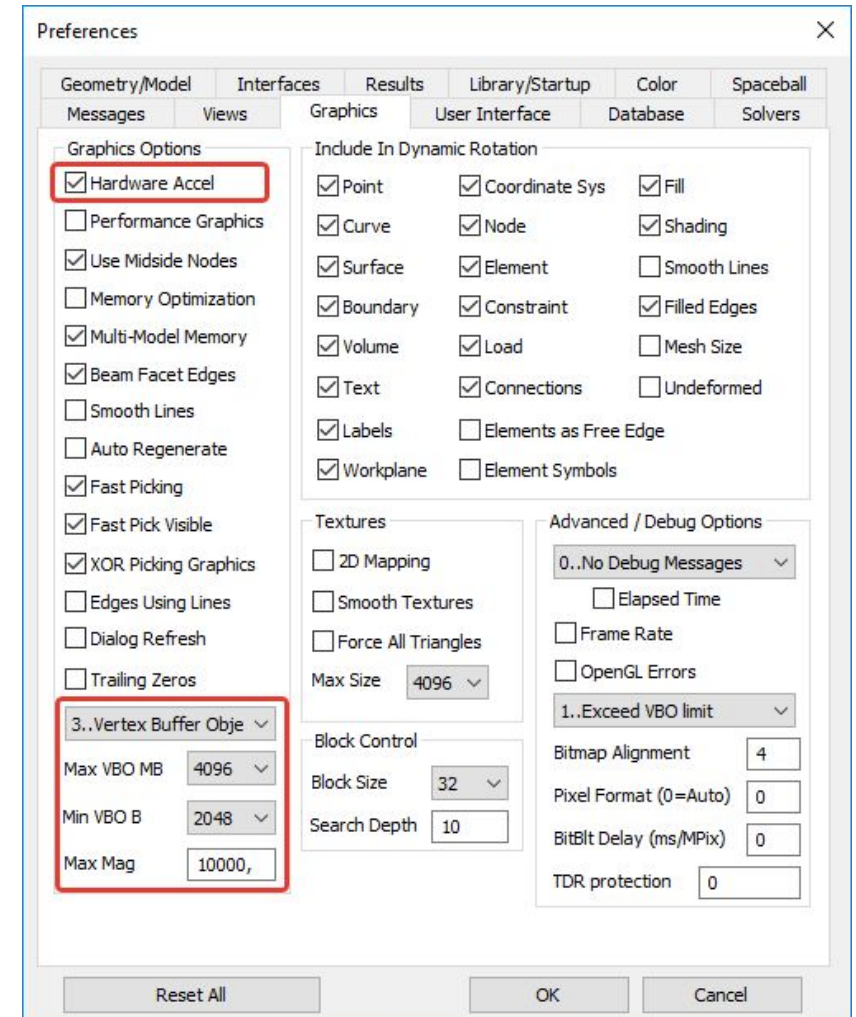 Preferences
Geometry/Model Interfaces Results Library/Startup Color Spaceball
Messages Views Graphics User Interface Database Solvers
Graphics Options
Hardware Accel
Performance Graphics
Use Midside Nodes
Memory Optimization
Multi-Model Memory
Beam Facet Edges
Smooth Lines
Auto Regenerate
Fast Picking
Fast Pick Visible
XOR Picking Graphics
Edges Using Lines
Dialog Refresh
Trailing Zeros
3..Vertex Buffer Obje
Max VBO MB 4096
Min VBO B 2048
Max Mag 10000,
Include In Dynamic Rotation
Point Coordinate Sys Fill
Curve Node Shading
Surface Element Smooth Lines
Boundary Constraint Filled Edges
Volume Load Mesh Size
Text Connections Undeformed
Labels Elements as Free Edge
Workplane Element Symbols
Textures
2D Mapping
Smooth Textures
Force All Triangles
Max Size 4096
Block Control
Block Size 32
Search Depth 10
Advanced / Debug Options
0..No Debug Messages
Elapsed Time
Frame Rate
OpenGL Errors
1..Exceed VBO limit
Bitmap Alignment 4
Pixel Format (0=Auto) 0
BitBlt Delay (ms/MPix) 0
TDR protection 0
Reset All OK Cancel